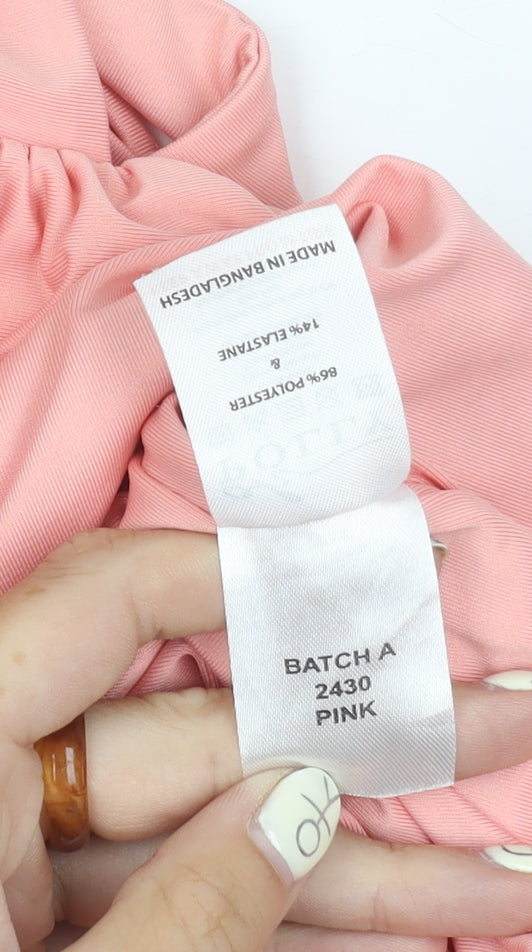 86% POLYESTER
&
14% ELASTANE
MADE IN BANGLADESH
BATCH A
2430
PINK